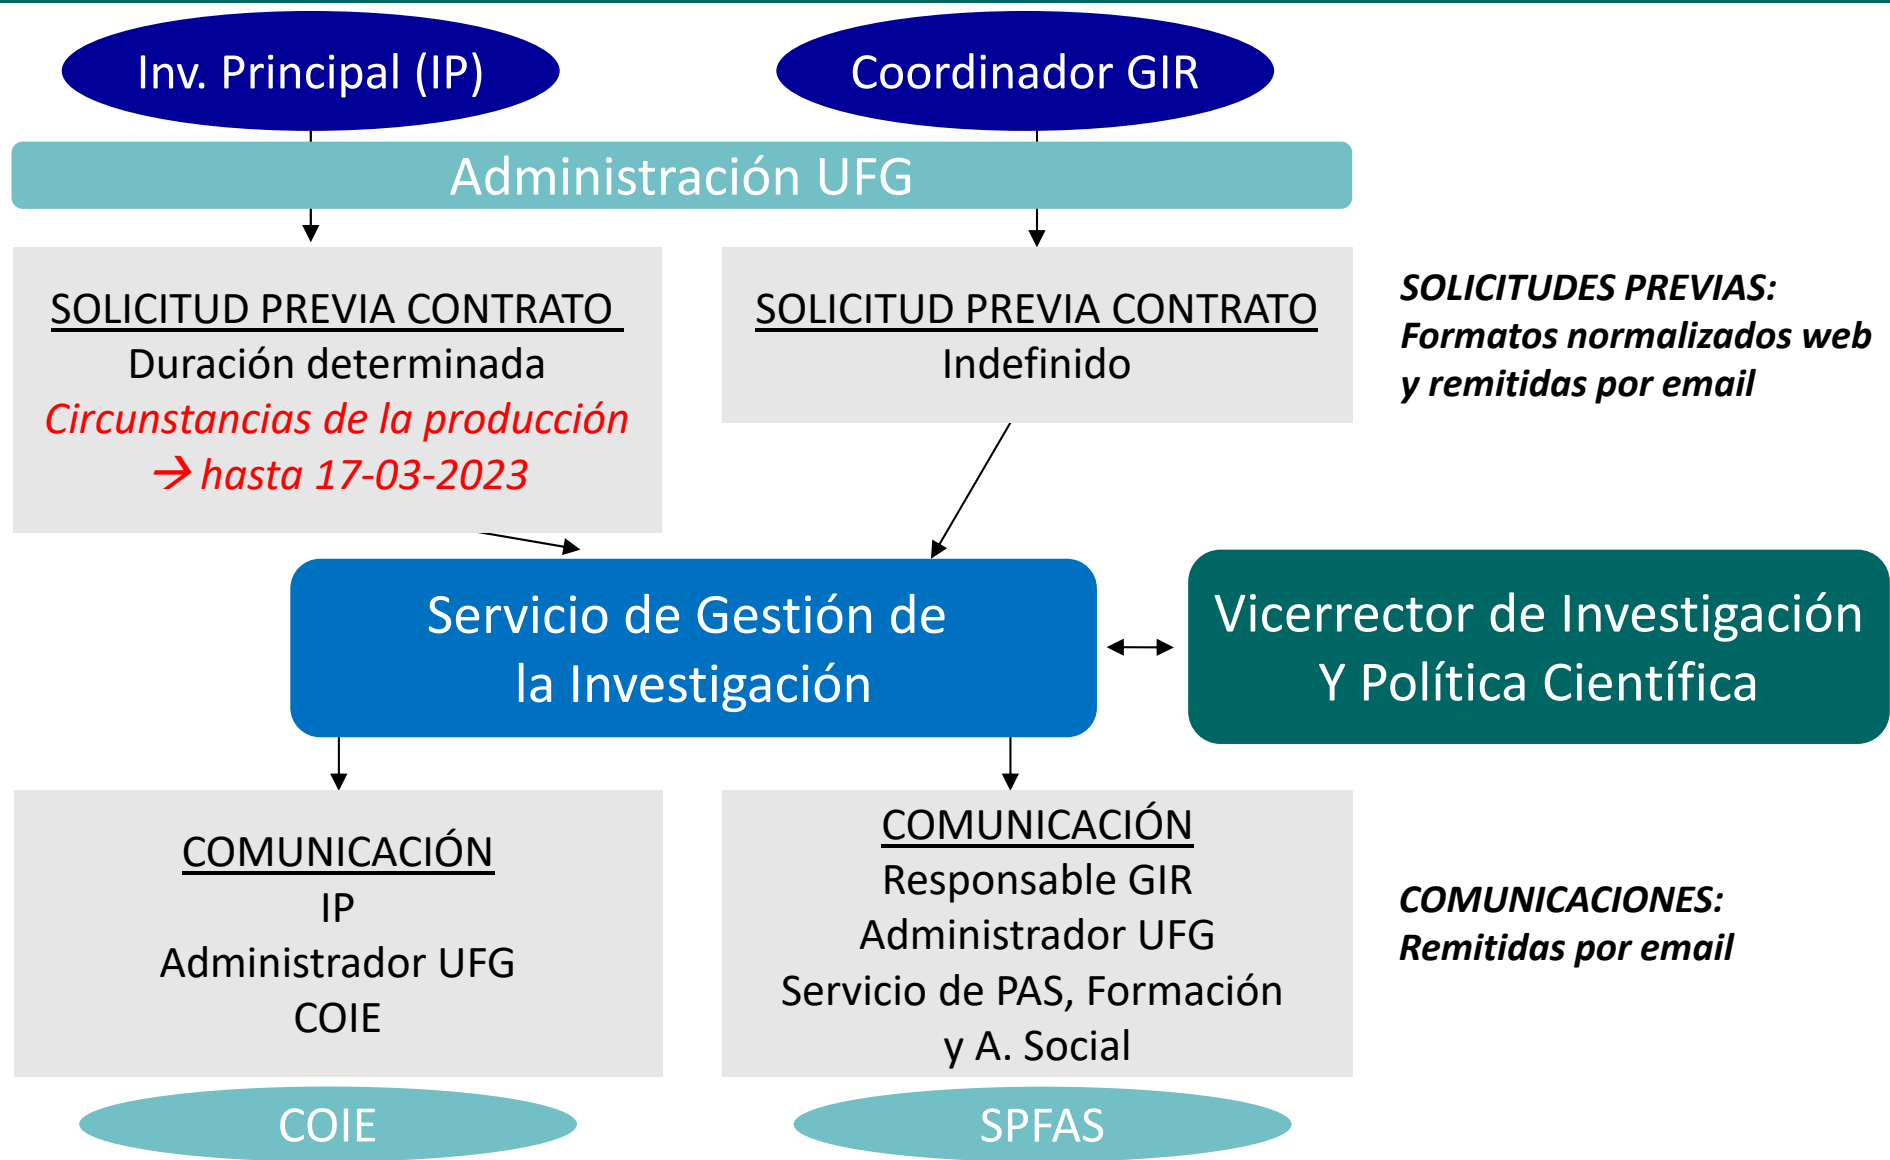 Inv. Principal (IP)
Coordinador GIR
Administración UFG
SOLICITUD PREVIA CONTRATO
Duración determinada
Circunstancias de la producción
→ hasta 17-03-2023
SOLICITUD PREVIA CONTRATO
Indefinido
SOLICITUDES PREVIAS:
Formatos normalizados web
y remitidas por email
Servicio de Gestión de
la Investigación
Vicerrector de Investigación
Y Política Científica
COMUNICACIÓN
IP
Administrador UFG
COIE
COMUNICACIÓN
Responsable GIR
Administrador UFG
Servicio de PAS, Formación
y A. Social
COMUNICACIONES:
Remitidas por email
COIE
SPFAS